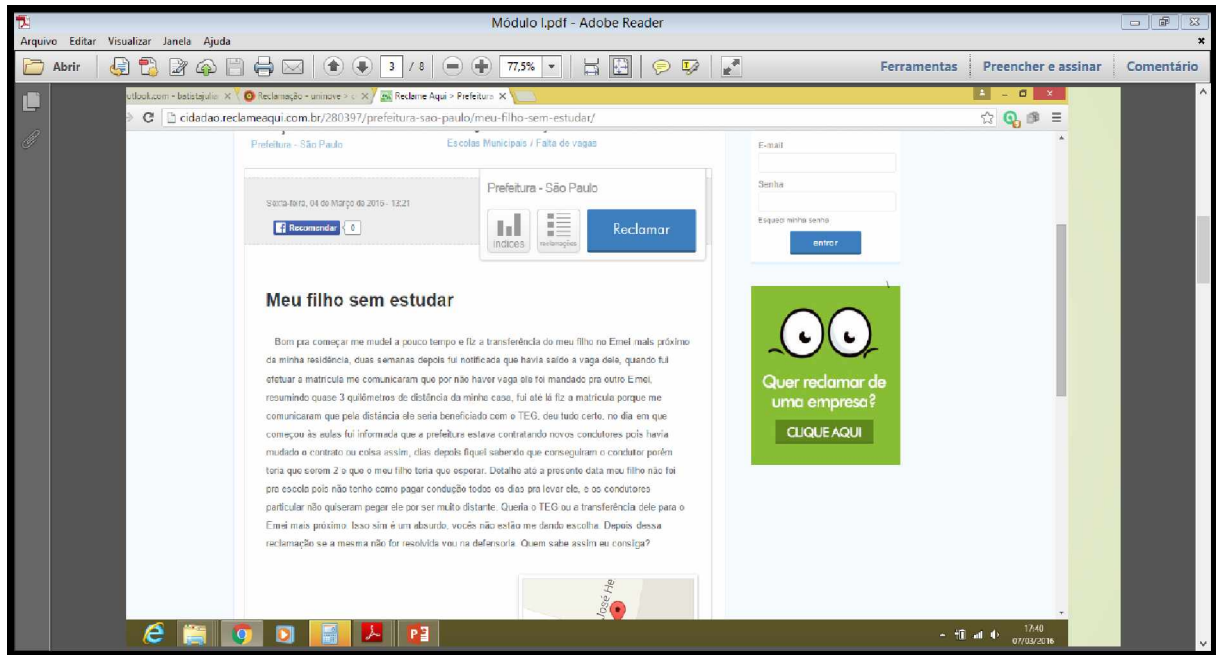 Módulo I.pdf - Adobe Reader
Arquivo Editar Visualizar Janela Ajuda
Abrir 3 / 8 77,5% Ferramentas Preencher e assinar Comentário
Reclamação - uninove > Reclame Aqui > Prefeitura
cidadao.reclameaqui.com.br/280397/prefeitura-sao-paulo/meu-filho-sem-estudar/
Prefeitura - São Paulo Escolas Municipais / Falta de vagas
E-mail
Senha
Esqueci minha senha
entrar
Sexta-feira, 04 de Março de 2016 - 13:21
Recomendar 0
Prefeitura - São Paulo
índices reclamações Reclamar
Meu filho sem estudar
Bom pra começar me mudei a pouco tempo e fiz a transferência do meu filho no Emei mais próximo
da minha residência, duas semanas depois fui notificada que havia saído a vaga dele, quando fui
efetuar a matricula me comunicaram que por não haver vaga ele foi mandado pra outro Emei,
resumindo quase 3 quilômetros de distância da minha casa, fui até lá fiz a matricula porque me
comunicaram que pela distância ele seria beneficiado com o TEG, deu tudo certo, no dia em que
começou às aulas fui informada que a prefeitura estava contratando novos condutores pois havia
mudado o contrato ou coisa assim, dias depois fiquei sabendo que conseguiram o condutor porém
teria que serem 2 e que o meu filho teria que esperar. Detalhe até a presente data meu filho não foi
pra escola pois não tenho como pagar condução todos os dias pra levar ele, e os condutores
particular não quiseram pegar ele por ser muito distante. Queria o TEG ou a transferência dele para o
Emei mais próximo. Isso sim é um absurdo, vocês não estão me dando escolha. Depois dessa
reclamação se a mesma não for resolvida vou na defensoria. Quem sabe assim eu consiga?
Quer reclamar de
uma empresa?
CLIQUE AQUI
José He
17:40
07/03/2016